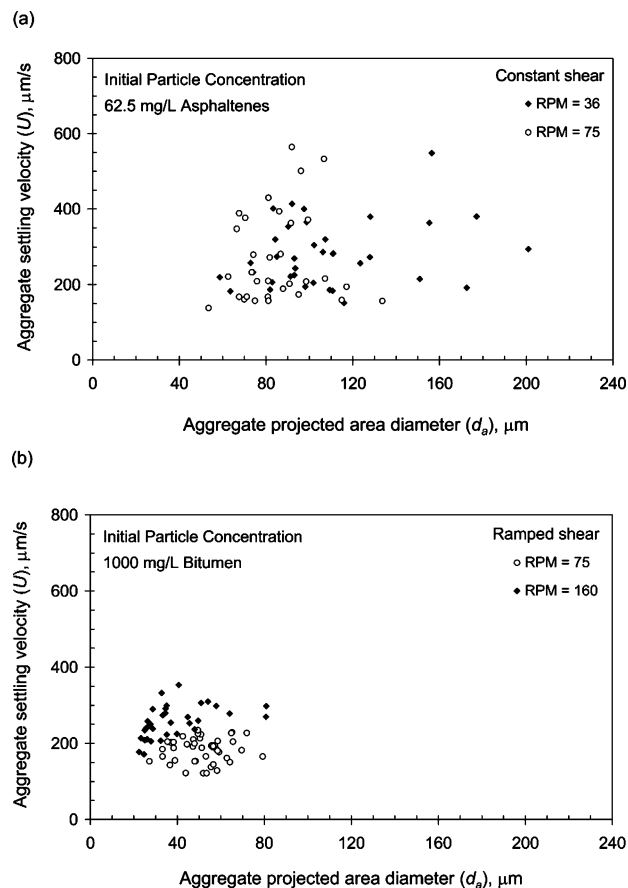 (a)
800
600
400
200
0
Aggregate settling velocity (U), μm/s
Initial Particle Concentration
62.5 mg/L Asphaltenes
Constant shear
RPM = 36
RPM = 75
0 40 80 120 160 200 240
Aggregate projected area diameter (da), μm
(b)
800
600
400
200
0
Aggregate settling velocity (U), μm/s
Initial Particle Concentration
1000 mg/L Bitumen
Ramped shear
RPM = 75
RPM = 160
0 40 80 120 160 200 240
Aggregate projected area diameter (da), μm